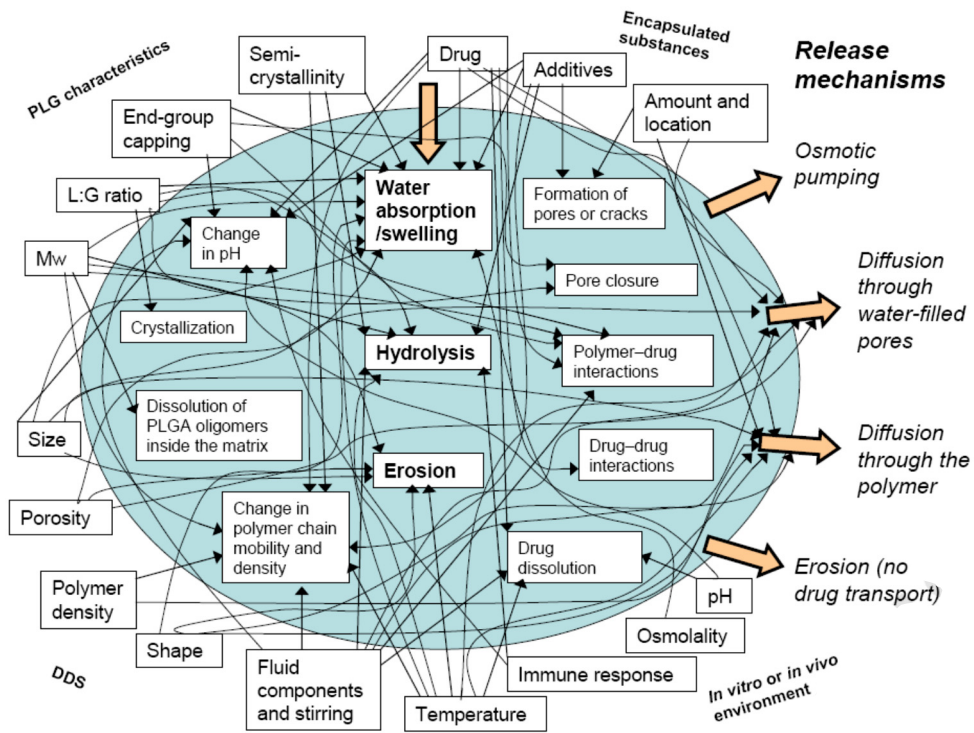 PLG characteristics
Semi-
crystallinity
Drug
Encapsulated
substances
Additives
Release
mechanisms
Amount and
location
End-group
capping
L:G ratio
Mw
Osmotic
pumping
Water
absorption
/swelling
Formation of
pores or cracks
Change
in pH
Pore closure
Diffusion
through
water-filled
pores
Crystallization
Hydrolysis
Polymer–drug
interactions
Dissolution of
PLGA oligomers
inside the matrix
Size
Erosion
Drug–drug
interactions
Diffusion
through the
polymer
Porosity
Change in
polymer chain
mobility and
density
Drug
dissolution
Erosion (no
drug transport)
Polymer
density
pH
Osmolality
Shape
DDS
Fluid
components
and stirring
Temperature
Immune response
In vitro or in vivo
environment